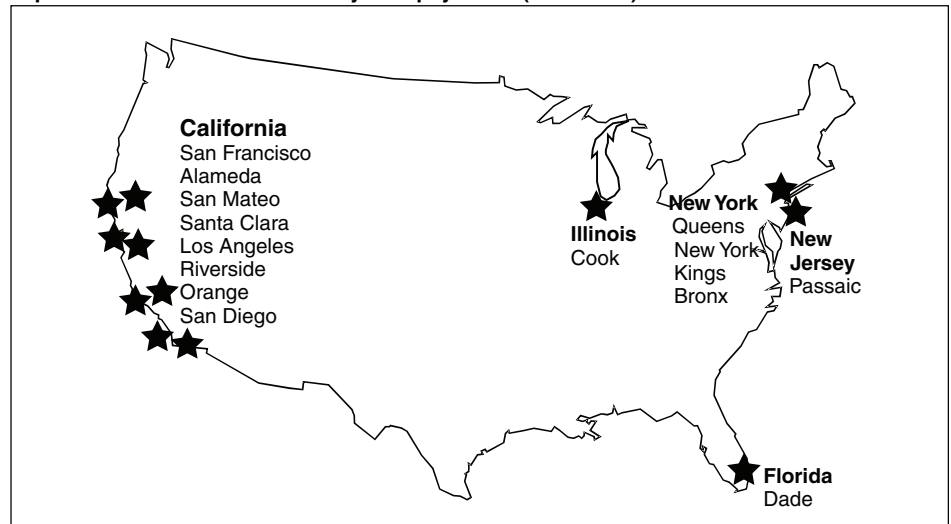 California
San Francisco
Alameda
San Mateo
Santa Clara
Los Angeles
Riverside
Orange
San Diego
Illinois
Cook
New York
Queens
New York
Kings
Bronx
New
Jersey
Passaic
Florida
Dade